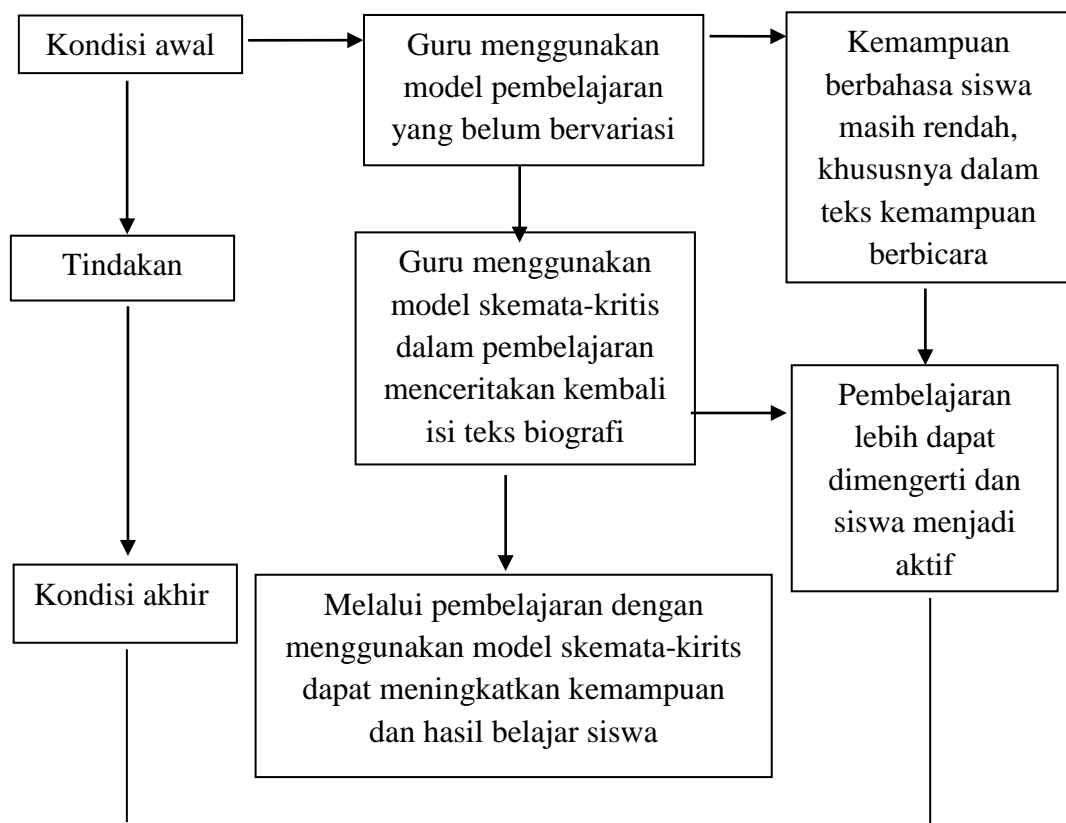 Kondisi awal
Guru menggunakan
model pembelajaran
yang belum bervariasi
Kemampuan
berbahasa siswa
masih rendah,
khususnya dalam
teks kemampuan
berbicara
Tindakan
Guru menggunakan
model skemata-kritis
dalam pembelajaran
menceritakan kembali
isi teks biografi
Pembelajaran
lebih dapat
dimengerti dan
siswa menjadi
aktif
Kondisi akhir
Melalui pembelajaran dengan
menggunakan model skemata-kirits
dapat meningkatkan kemampuan
dan hasil belajar siswa